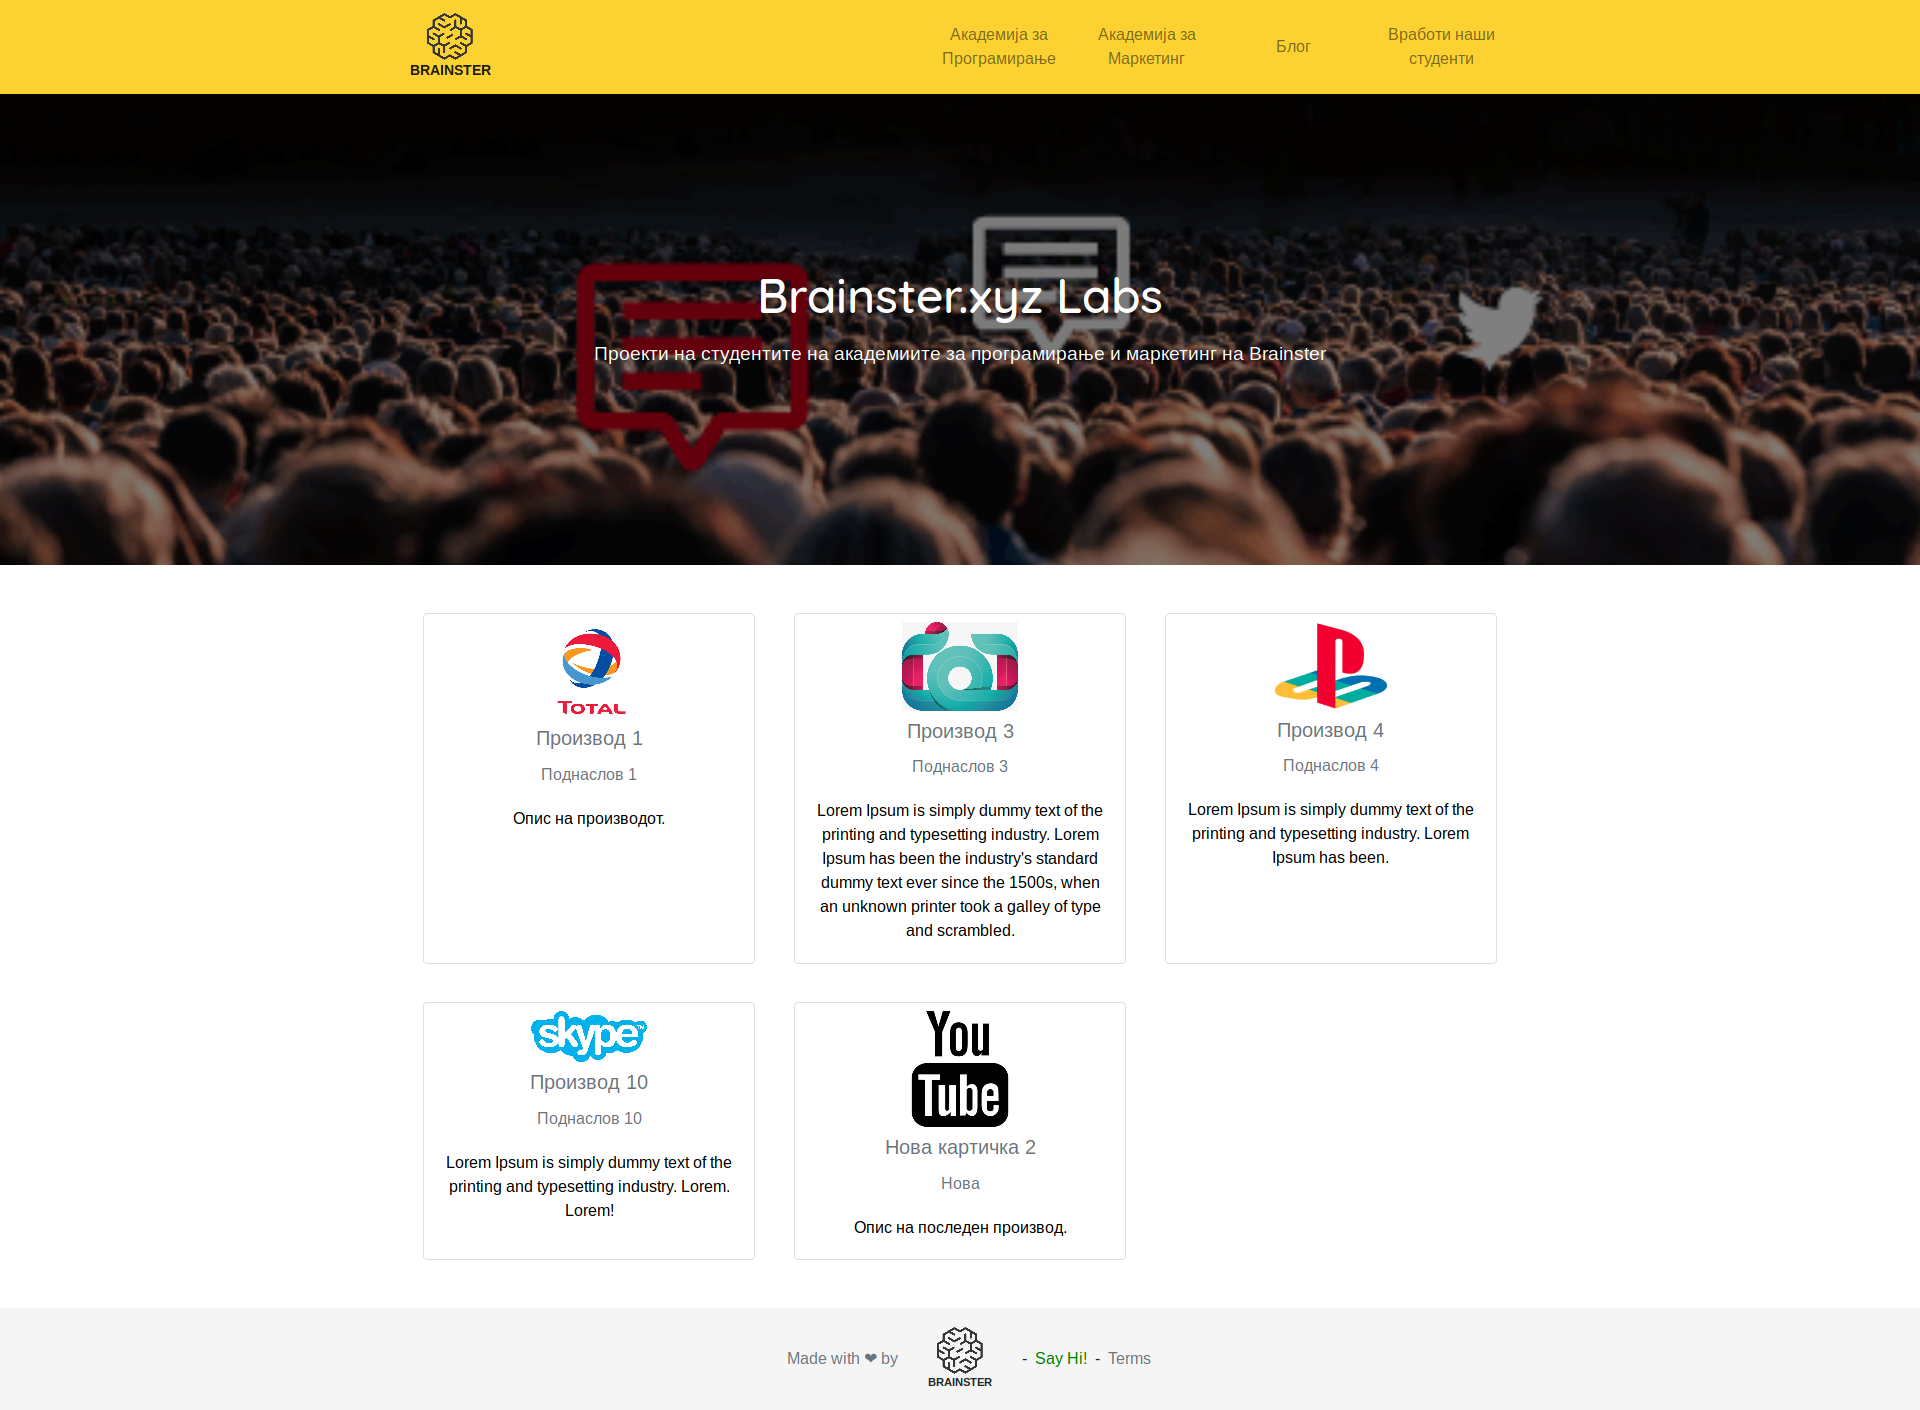 BRAINSTER
Академија за
Програмирање
Академија за
Маркетинг
Блог
Вработи наши
студенти
Brainster.xyz Labs
Проекти на студентите на академиите за програмирање и маркетинг на Brainster
TOTAL
Производ 1
Поднаслов 1
Опис на производот.
Производ 3
Поднаслов 3
Lorem Ipsum is simply dummy text of the
printing and typesetting industry. Lorem
Ipsum has been the industry's standard
dummy text ever since the 1500s, when
an unknown printer took a galley of type
and scrambled.
Производ 4
Поднаслов 4
Lorem Ipsum is simply dummy text of the
printing and typesetting industry. Lorem
Ipsum has been.
skype™
Производ 10
Поднаслов 10
Lorem Ipsum is simply dummy text of the
printing and typesetting industry. Lorem.
Lorem!
You
Tube
Нова картичка 2
Нова
Опис на последен производ.
Made with ❤ by
BRAINSTER
- Say Hi! - Terms